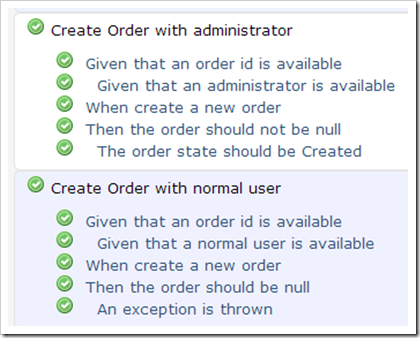 Create Order with administrator
Given that an order id is available
Given that an administrator is available
When create a new order
Then the order should not be null
The order state should be Created
Create Order with normal user
Given that an order id is available
Given that a normal user is available
When create a new order
Then the order should be null
An exception is thrown